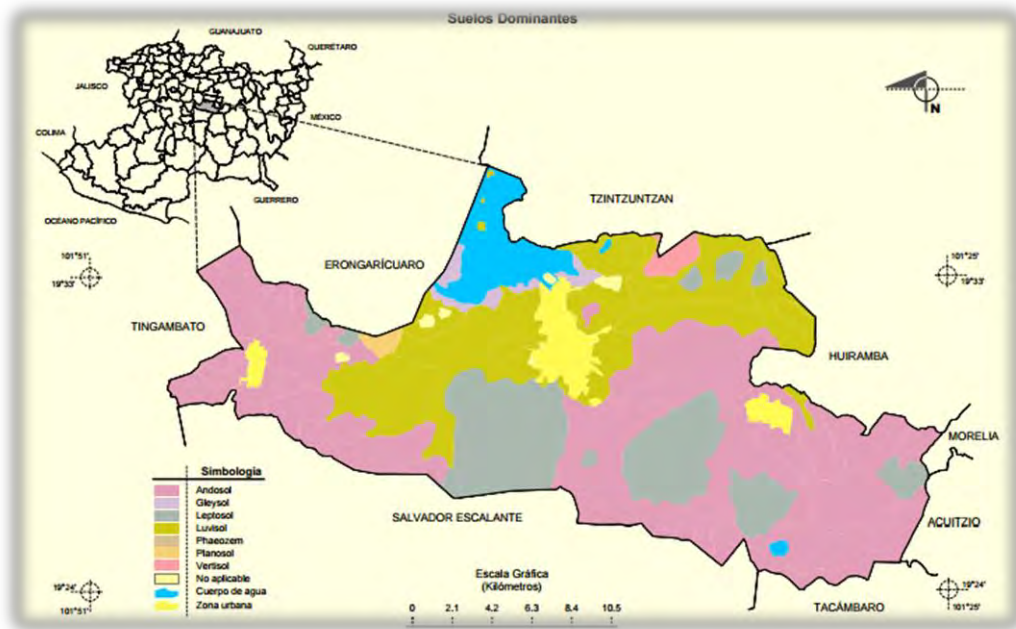 Suelos Dominantes
GUANAJUATO
QUERÉTARO
JALISCO
MÉXICO
COLIMA
GUERRERO
OCÉANO PACÍFICO
N
TZINTZUNTZAN
101°51'
19°33'
ERONGARÍCUARO
101°25'
19°33'
TINGAMBATO
HUIRAMBA
MORELIA
SALVADOR ESCALANTE
ACUITZIO
TACÁMBARO
Simbología
Andosol
Gleysol
Leptosol
Luvisol
Phaeozem
Planosol
Vertisol
No aplicable
Cuerpo de agua
Zona urbana
Escala Gráfica
(Kilómetros)
0 2.1 4.2 6.3 8.4 10.5
19°24'
101°51'
19°24'
101°25'